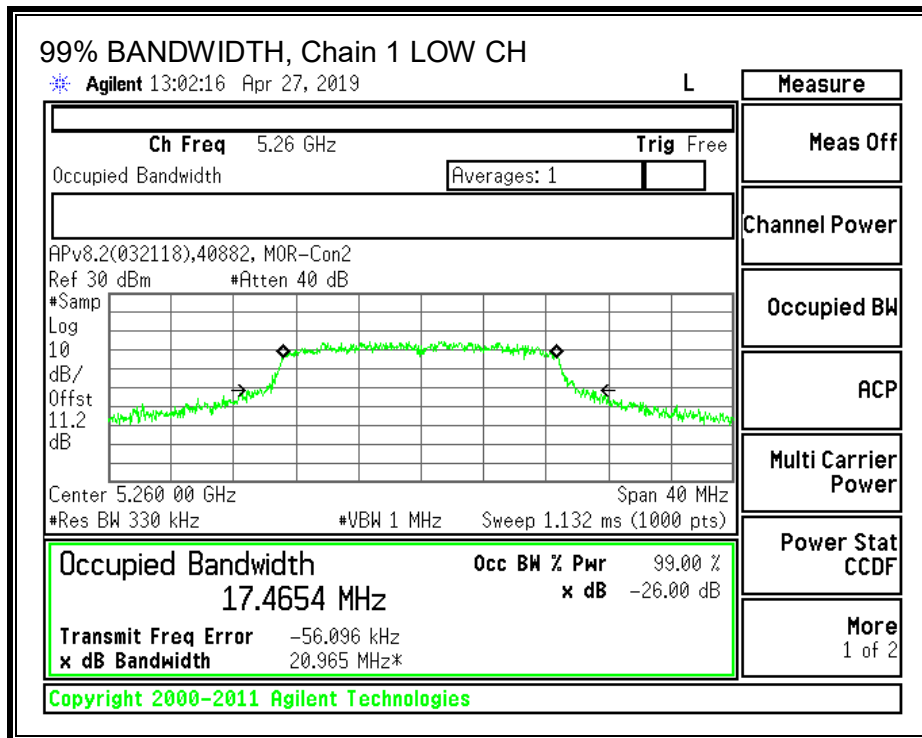 99% BANDWIDTH, Chain 1 LOW CH
Agilent 13:02:16 Apr 27, 2019 L
Measure
Ch Freq 5.26 GHz Trig Free
Meas Off
Occupied Bandwidth Averages: 1
Channel Power
APv8.2(032118),40882, MOR-Con2
Ref 30 dBm #Atten 40 dB
#Samp
Log
10
dB/
Offst
11.2
dB
Occupied BW
ACP
Multi Carrier
Power
Center 5.260 00 GHz Span 40 MHz
#Res BW 330 kHz #VBW 1 MHz Sweep 1.132 ms (1000 pts)
Occupied Bandwidth Occ BW % Pwr 99.00 %
17.4654 MHz x dB -26.00 dB
Power Stat
CCDF
Transmit Freq Error -56.096 kHz
x dB Bandwidth 20.965 MHz*
More
1 of 2
Copyright 2000-2011 Agilent Technologies